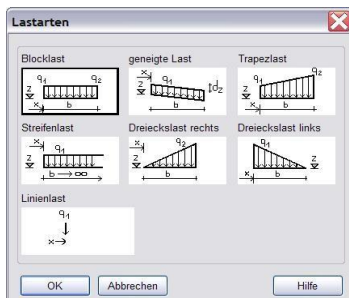 Lastarten
Blocklast geneigte Last Trapezlast
q1 q2 x q1 dz q2 q1
z x b z b z x b
Streifenlast Dreieckslast rechts Dreieckslast links
x q1 x q2 q1
z b → ∞ z b z x b
Linienlast
q1
x
OK Abbrechen Hilfe